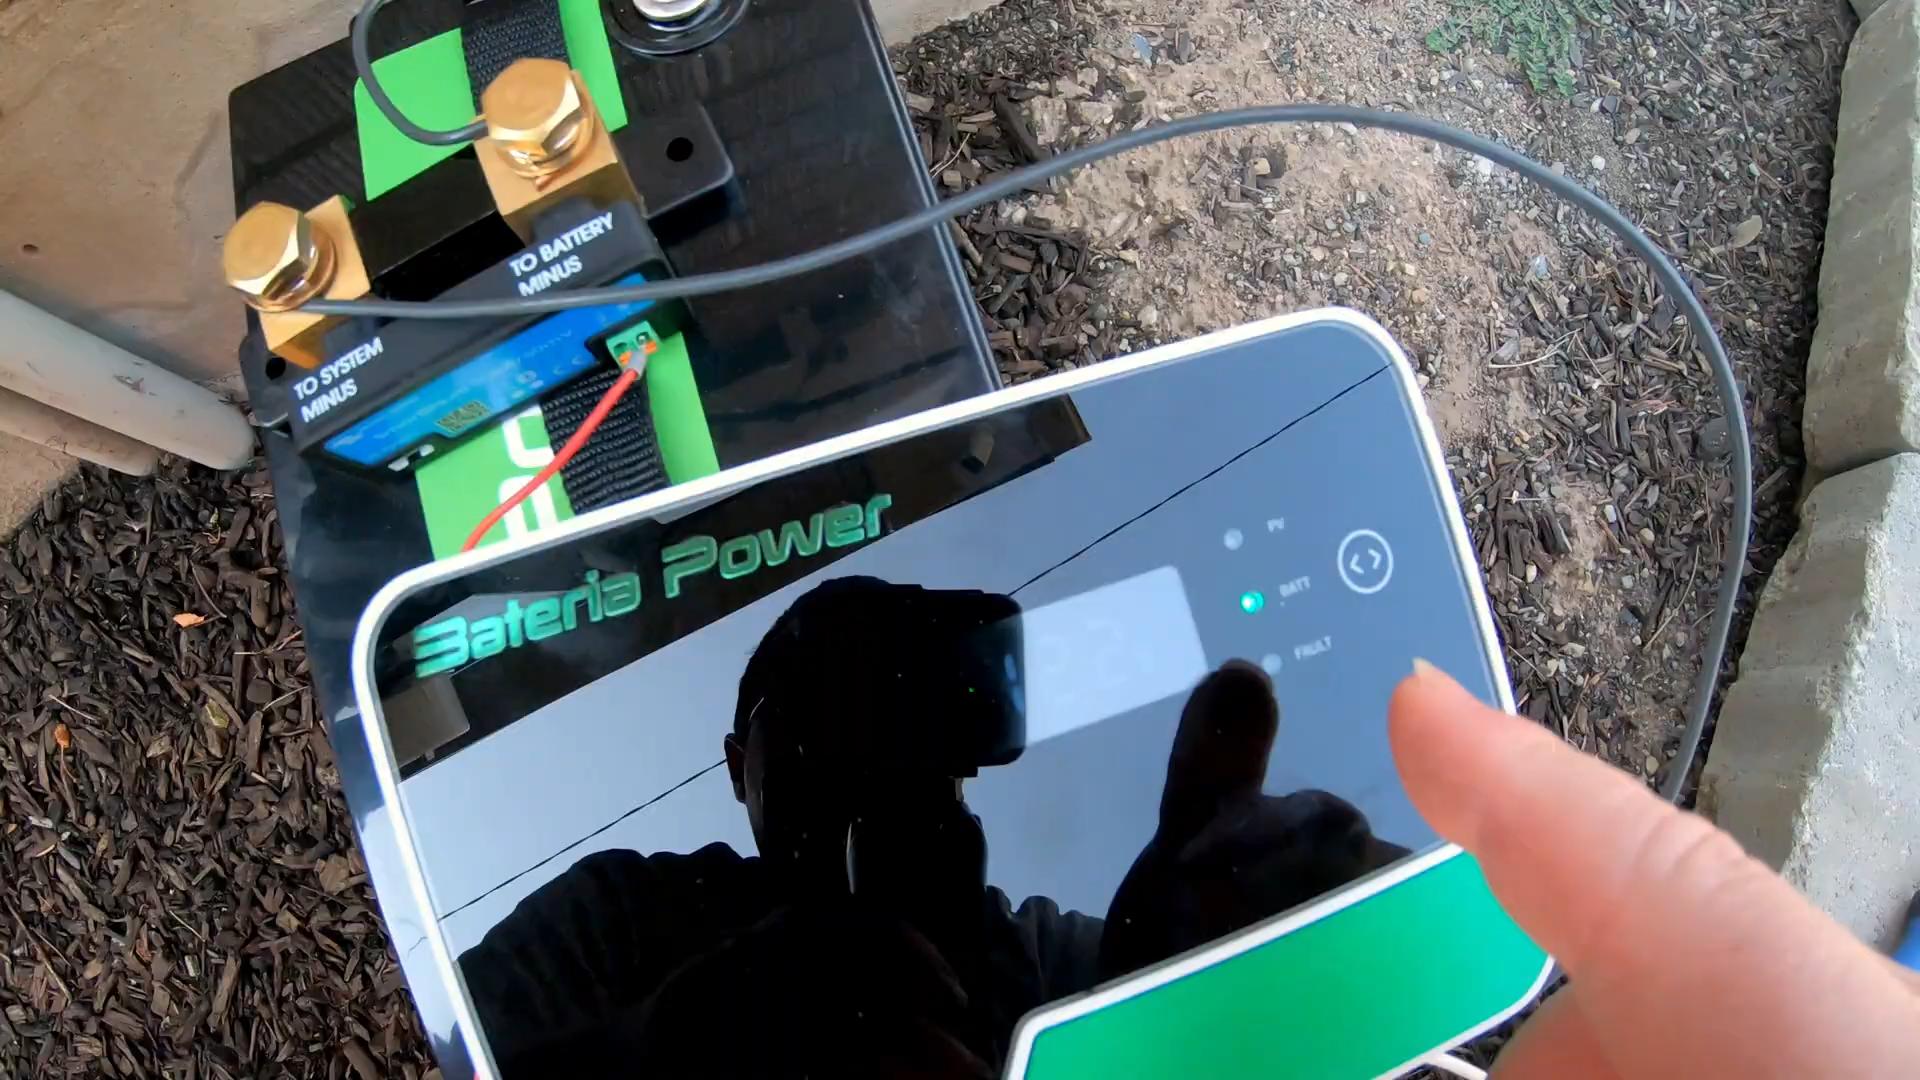 TO BATTERY
MINUS
TO SYSTEM
MINUS
Bateria Power
PV
BATT
FAULT